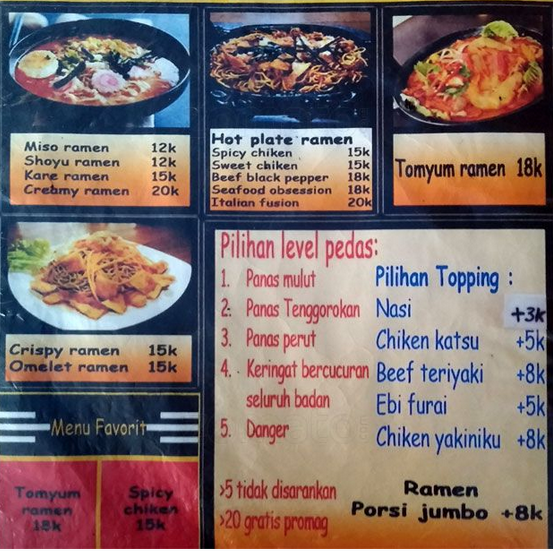 Miso ramen 12k
Shoyu ramen 12k
Kare ramen 15k
Creamy ramen 20k
Hot plate ramen
Spicy chiken 15k
Sweet chiken 15k
Beef black pepper 18k
Seafood obsession 18k
Italian fusion 20k
Tomyum ramen 18k
Crispy ramen 15k
Omelet ramen 15k
Menu Favorit
Tomyum
ramen
18k
Spicy
chiken
15k
Pilihan level pedas:
1. Panas mulut
2. Panas Tenggorokan
3. Panas perut
4. Keringat bercucuran
seluruh badan
5. Danger
>5 tidak disarankan
>20 gratis promag
Pilihan Topping :
Nasi +3k
Chiken katsu +5k
Beef teriyaki +8k
Ebi furai +5k
Chiken yakiniku +8k
Ramen
Porsi jumbo +8k